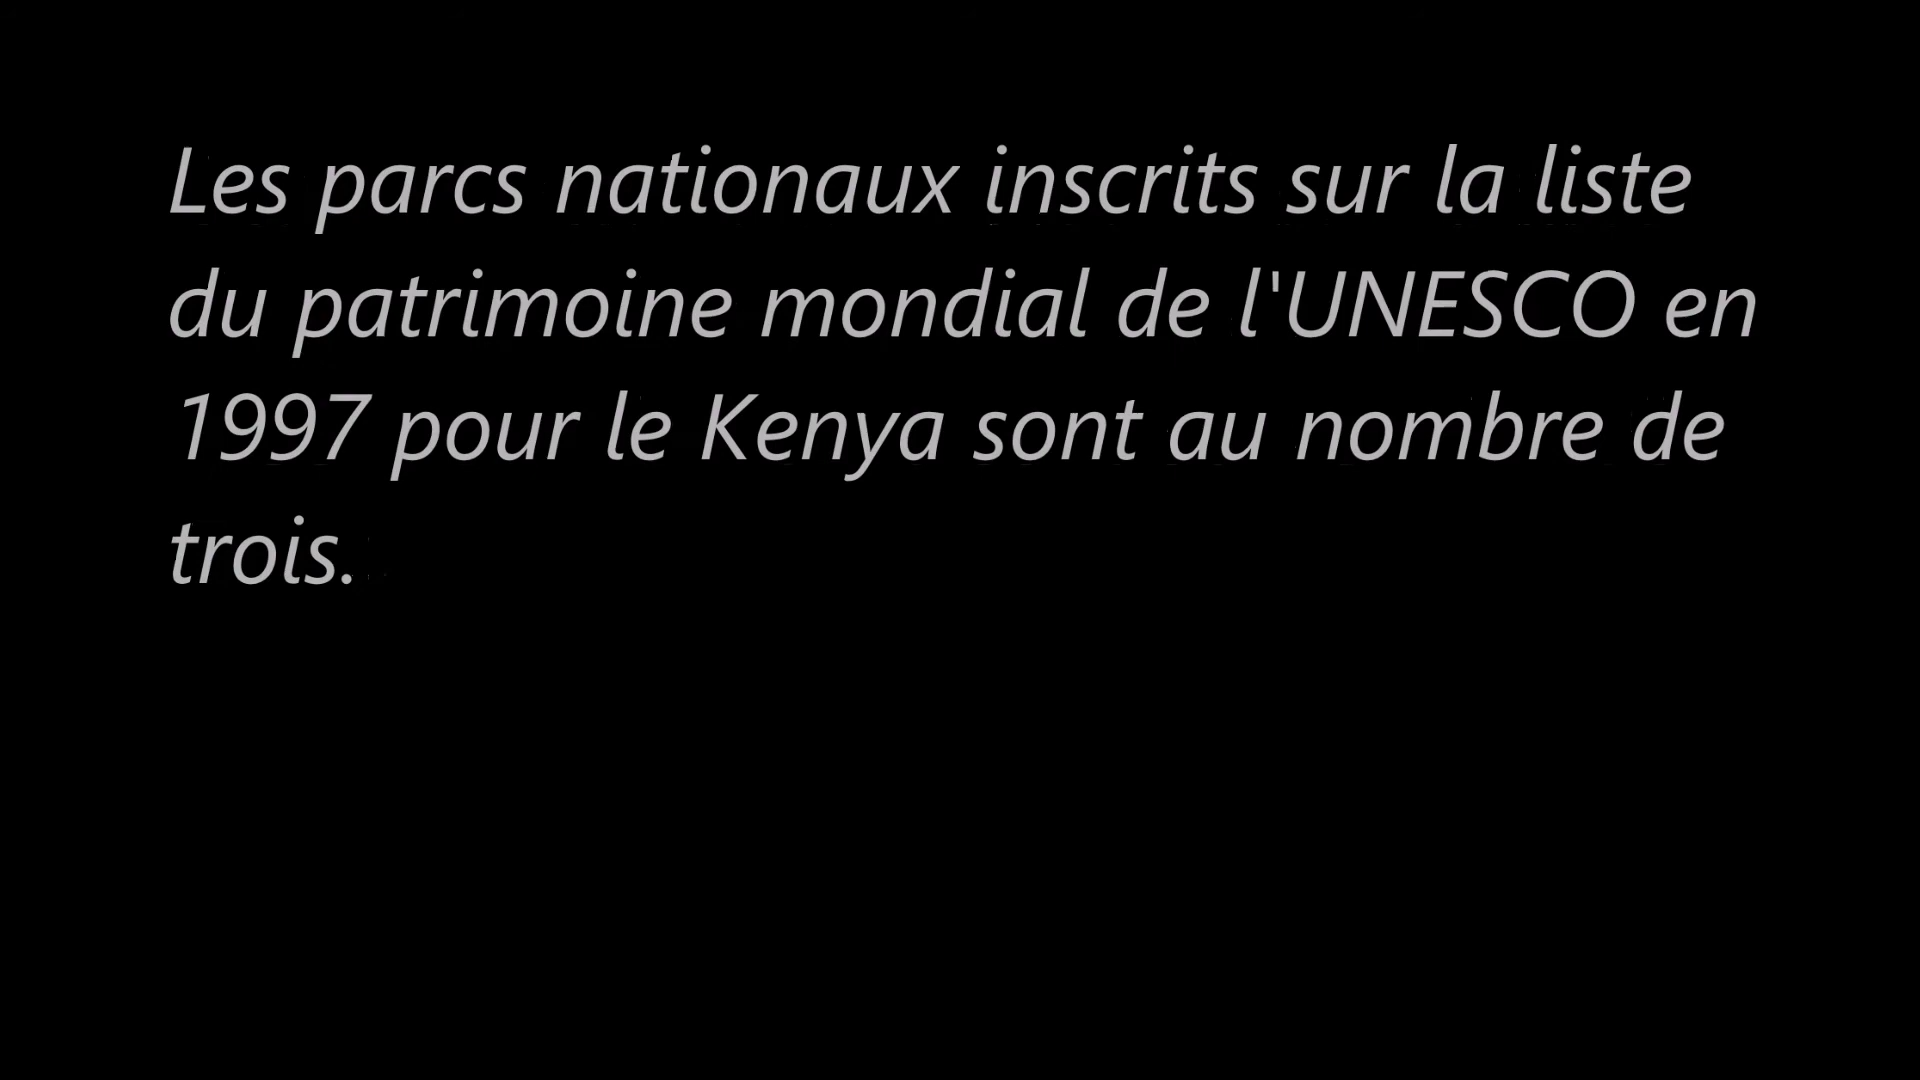 Les parcs nationaux inscrits sur la liste
du patrimoine mondial de l'UNESCO en
1997 pour le Kenya sont au nombre de
trois.